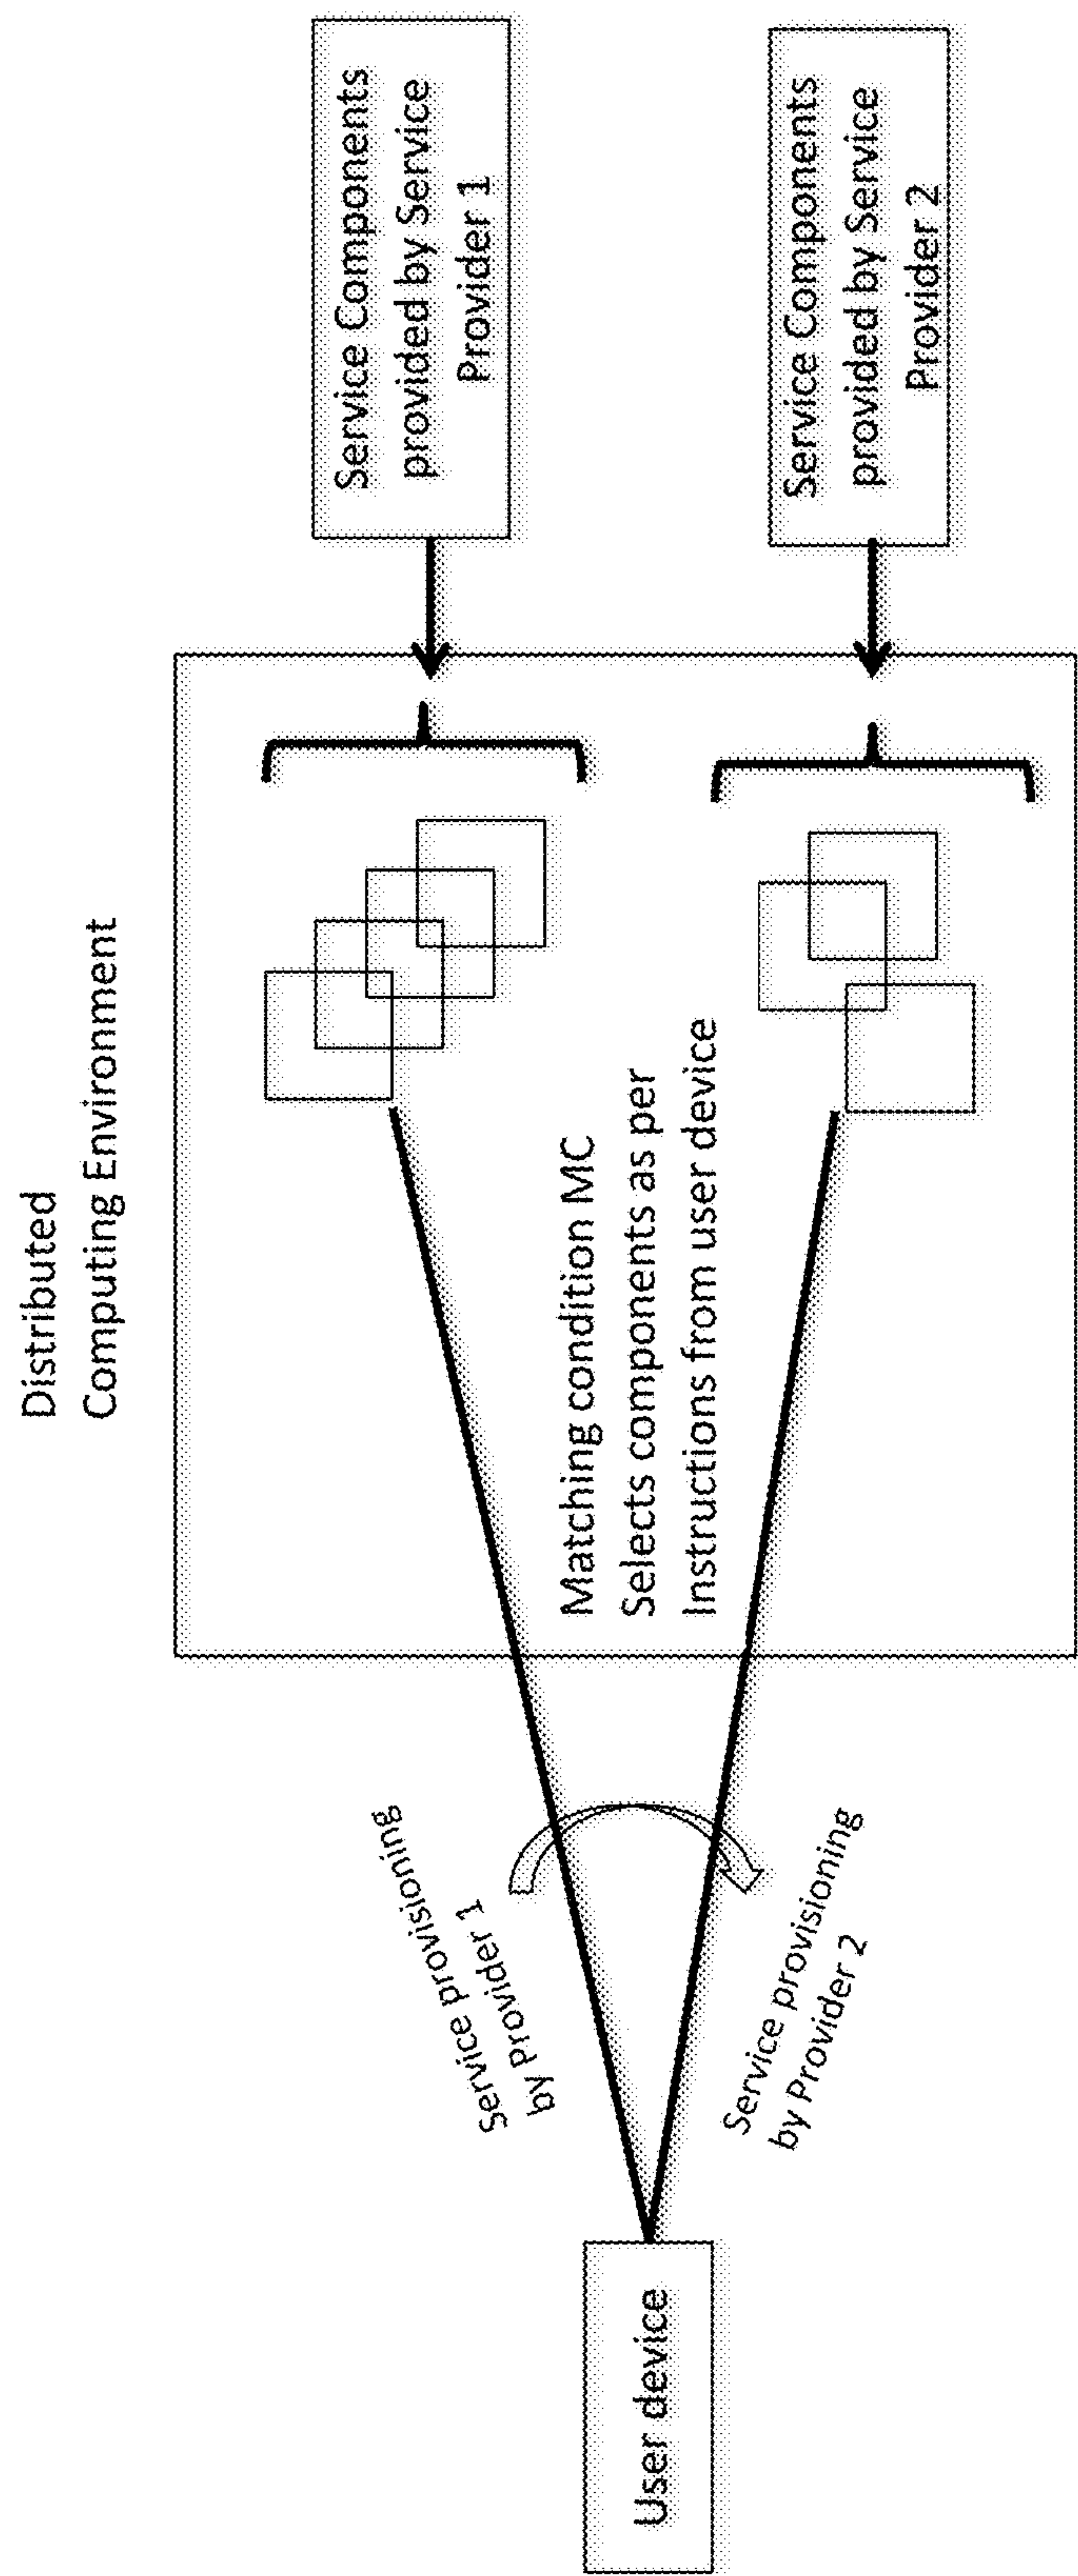 Distributed
Computing Environment
Service Components
provided by Service
Provider 1
Service provisioning
by Provider 1
Matching condition MC
Selects components as per
Instructions from user device
User device
Service provisioning
by Provider 2
Service Components
provided by Service
Provider 2